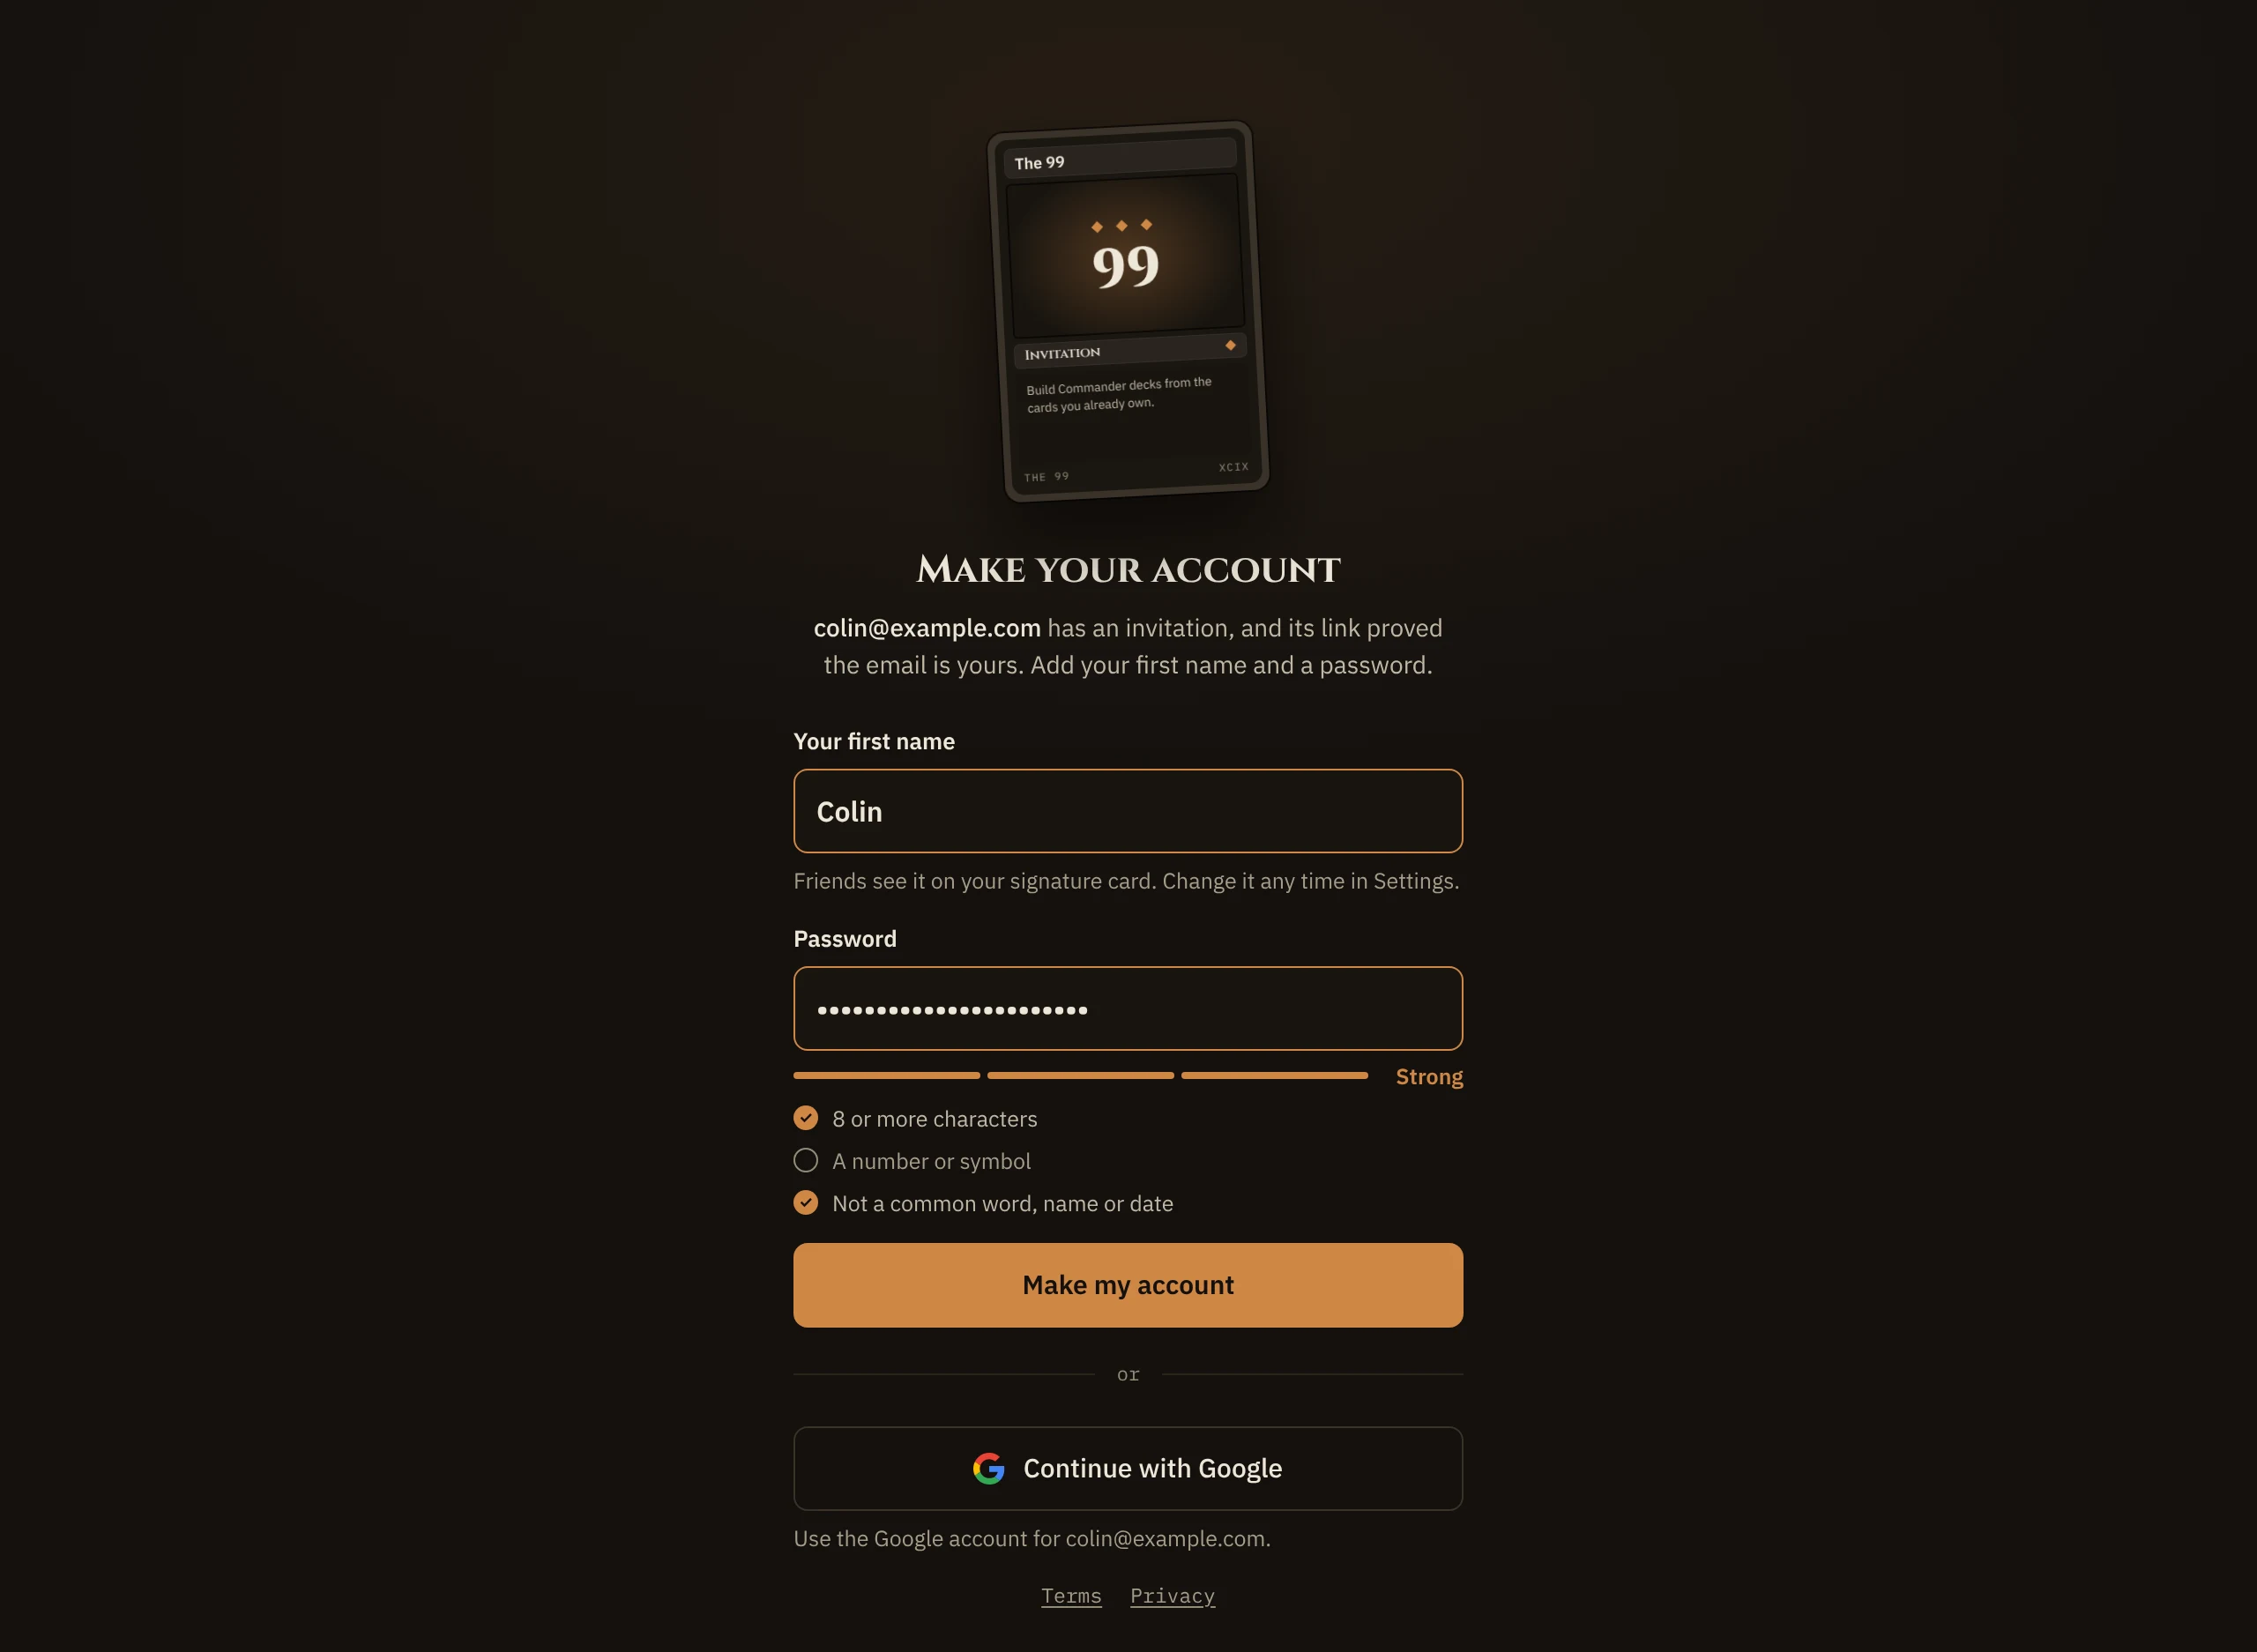 The 99
99
INVITATION
Build Commander decks from the
cards you already own.
THE 99
XCIX
MAKE YOUR ACCOUNT
colin@example.com has an invitation, and its link proved
the email is yours. Add your first name and a password.
Your first name
Colin
Friends see it on your signature card. Change it any time in Settings.
Password
Strong
8 or more characters
A number or symbol
Not a common word, name or date
Make my account
or
Continue with Google
Use the Google account for colin@example.com.
Terms Privacy